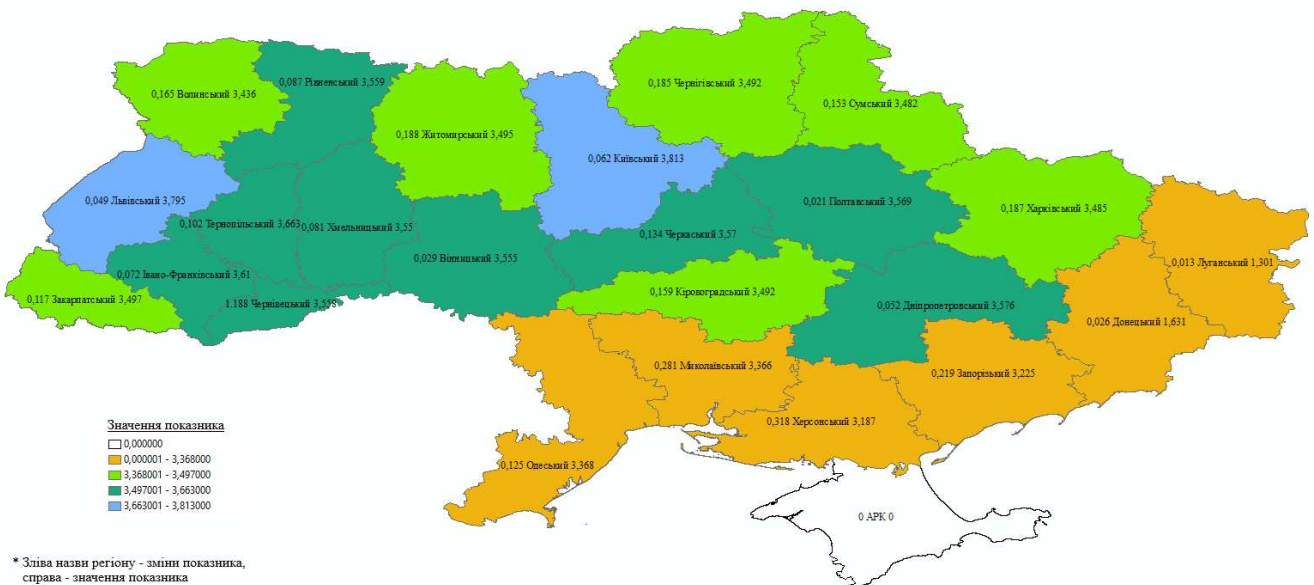 0,185 Чернігівський 3,492
0,087 Рівненський 3,559
0,165 Волинський 3,436
0,153 Сумський 3,482
0,188 Житомирський 3,495
0,062 Київський 3,813
0,049 Львівський 3,795
0,021 Полтавський 3,569
0,187 Харківський 3,485
0,102 Тернопільський 3,663
0,081 Хмельницький 3,55
0,134 Черкаський 3,57
0,029 Вінницький 3,555
0,013 Луганський 1,301
0,072 Івано-Франківський 3,61
0,117 Закарпатський 3,497
1.188 Чернівецький 3,558
0,159 Кіровоградський 3,492
0,052 Дніпропетровський 3,576
0,026 Донецький 1,631
0,281 Миколаївський 3,366
0,219 Запорізький 3,225
0,318 Херсонський 3,187
0,125 Одеський 3,368
0 АРК 0
Значення показника
0,000000
0,000001 - 3,368000
3,368001 - 3,497000
3,497001 - 3,663000
3,663001 - 3,813000
* Зліва назви регіону - зміни показника,
справа - значення показника